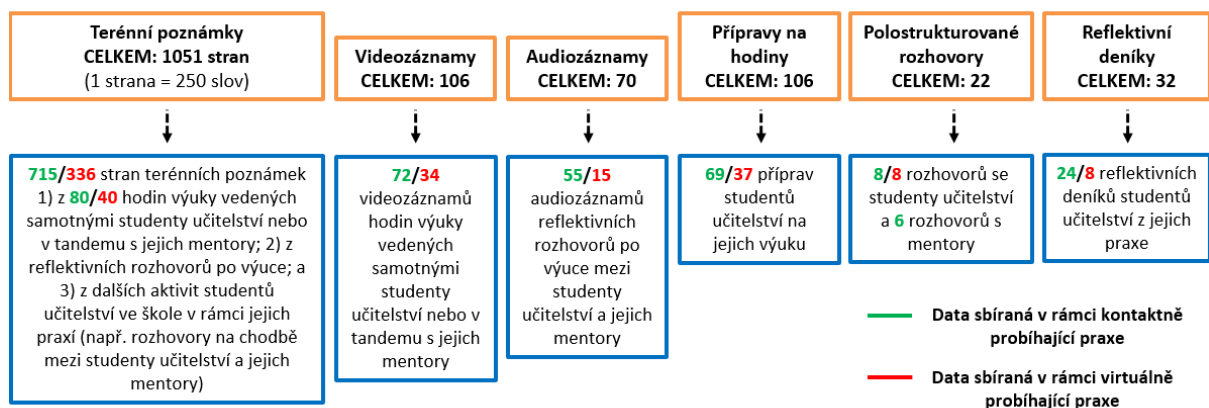 Terénní poznámky
CELKEM: 1051 stran
(1 strana = 250 slov)
Videozáznamy
CELKEM: 106
Audiozáznamy
CELKEM: 70
Přípravy na
hodiny
CELKEM: 106
Polostrukturované
rozhovory
CELKEM: 22
Reflektivní
deníky
CELKEM: 32
715/336 stran terénních poznámek
1) z 80/40 hodin výuky vedených
samotnými studenty učitelství nebo
v tandemu s jejich mentory; 2) z
reflektivních rozhovorů po výuce; a
3) z dalších aktivit studentů
učitelství ve škole v rámci jejich
praxí (např. rozhovory na chodbě
mezi studenty učitelství a jejich
mentory)
72/34
videozáznamů
hodin výuky
vedených
samotnými
studenty
učitelství nebo v
tandemu s jejich
mentory
55/15
audiozáznamů
reflektivních
rozhovorů po
výuce mezi
studenty
učitelství a jejich
mentory
69/37 příprav
studentů
učitelství na
jejich výuku
8/8 rozhovorů se
studenty učitelství
a 6 rozhovorů s
mentory
24/8 reflektivních
deníků studentů
učitelství z jejich
praxe
Data sbíraná v rámci kontaktně
probíhající praxe
Data sbíraná v rámci virtuálně
probíhající praxe